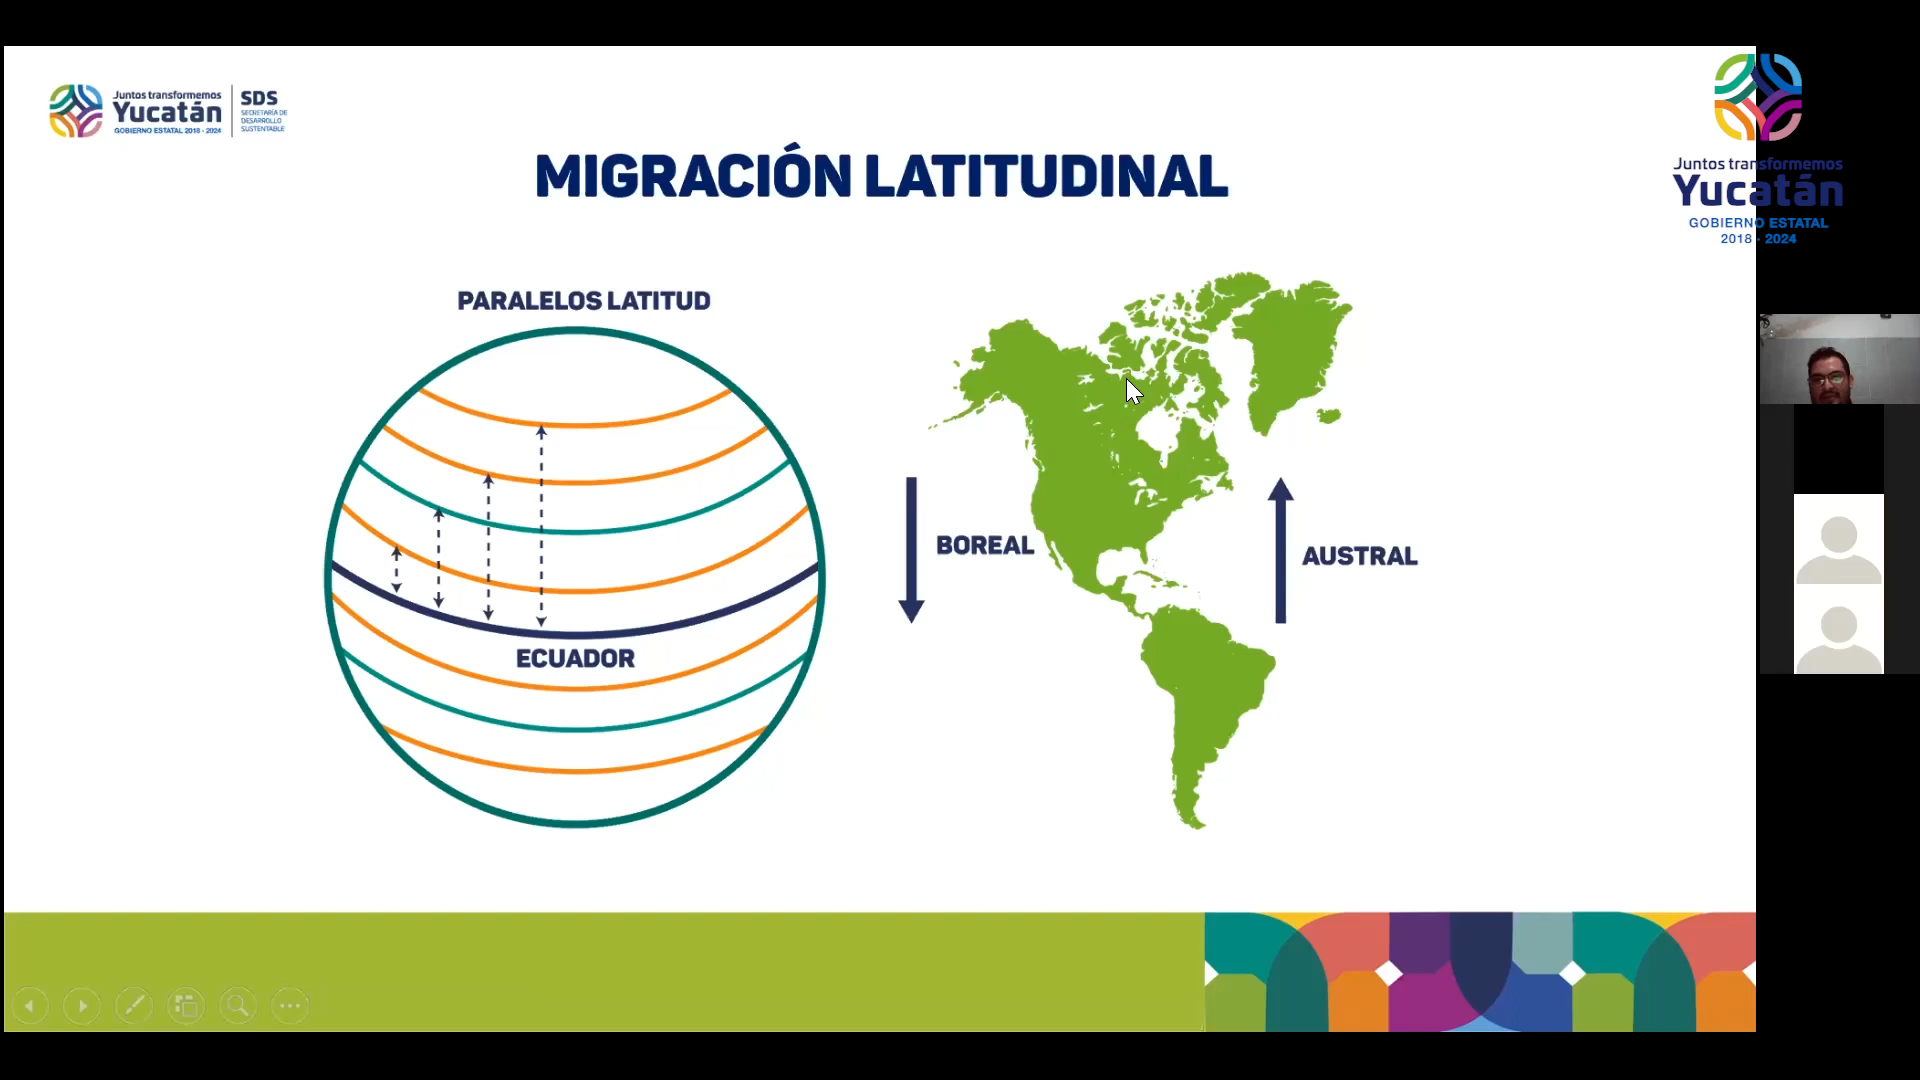 Juntos transformemos
Yucatán
GOBIERNO ESTATAL 2018 - 2024
SDS
SECRETARÍA DE
DESARROLLO
SUSTENTABLE
Juntos transformemos
Yucatán
GOBIERNO ESTATAL
2018 - 2024
MIGRACIÓN LATITUDINAL
PARALELOS LATITUD
ECUADOR
BOREAL
AUSTRAL